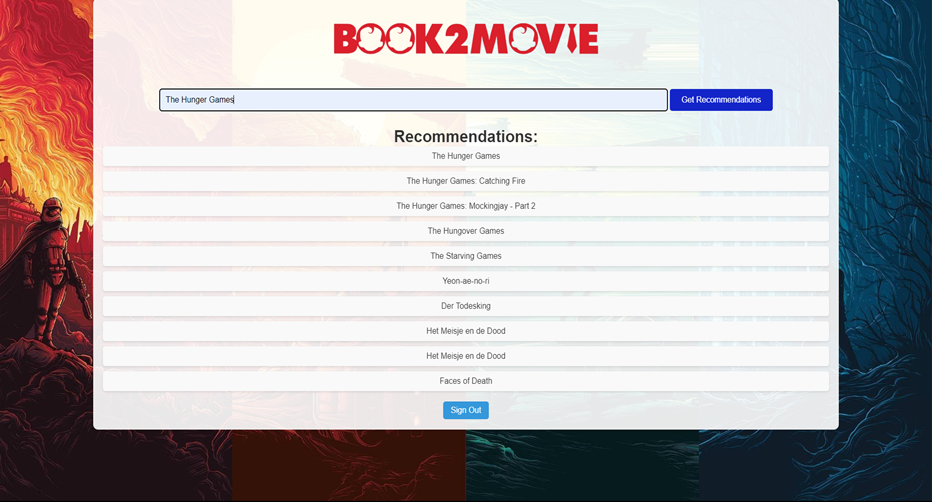 BOOK2MOVIE
The Hunger Games
Get Recommendations
Recommendations:
The Hunger Games
The Hunger Games: Catching Fire
The Hunger Games: Mockingjay - Part 2
The Hungover Games
The Starving Games
Yeon-ae-no-ri
Der Todesking
Het Meisje en de Dood
Het Meisje en de Dood
Faces of Death
Sign Out